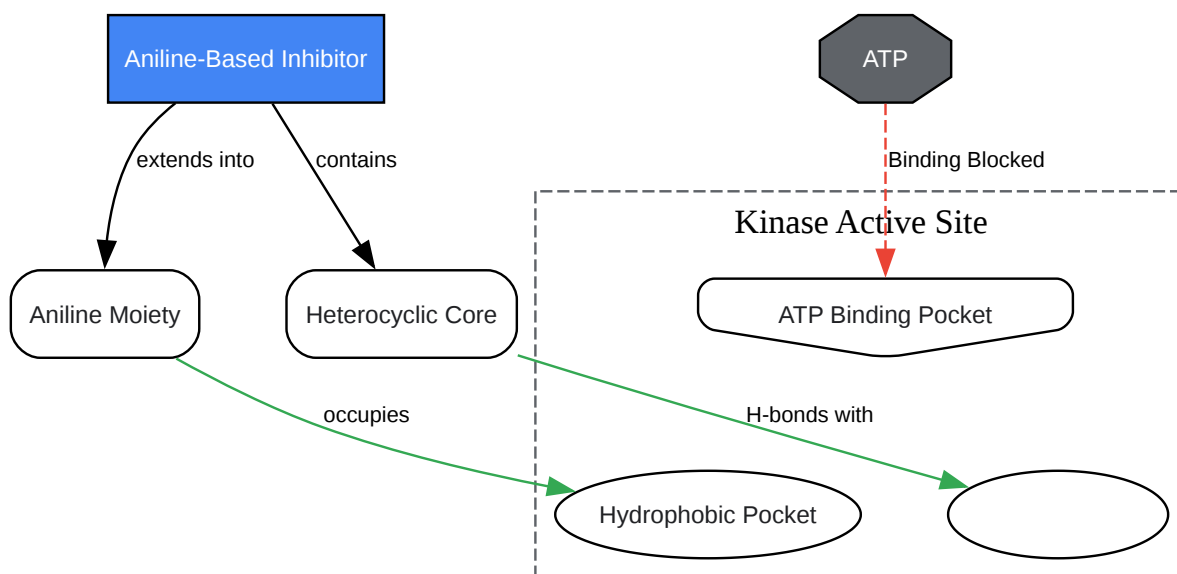 Aniline-Based Inhibitor
ATP
extends into
contains
Binding Blocked
Kinase Active Site
Aniline Moiety
Heterocyclic Core
ATP Binding Pocket
occupies
H-bonds with
Hydrophobic Pocket